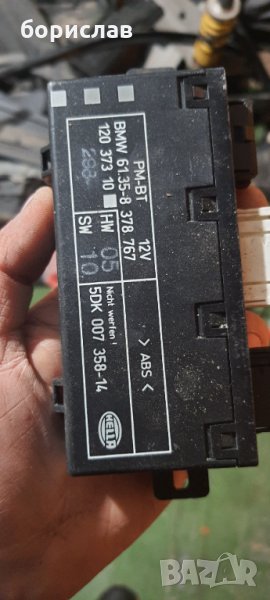 борислав
PM-BT 12V
BMW 61.35-8 378 767
120 373 10
HW 05
SW 10
Nicht werfen!
5DK 007 358-14
> ABS <
HELLA
BAZAR